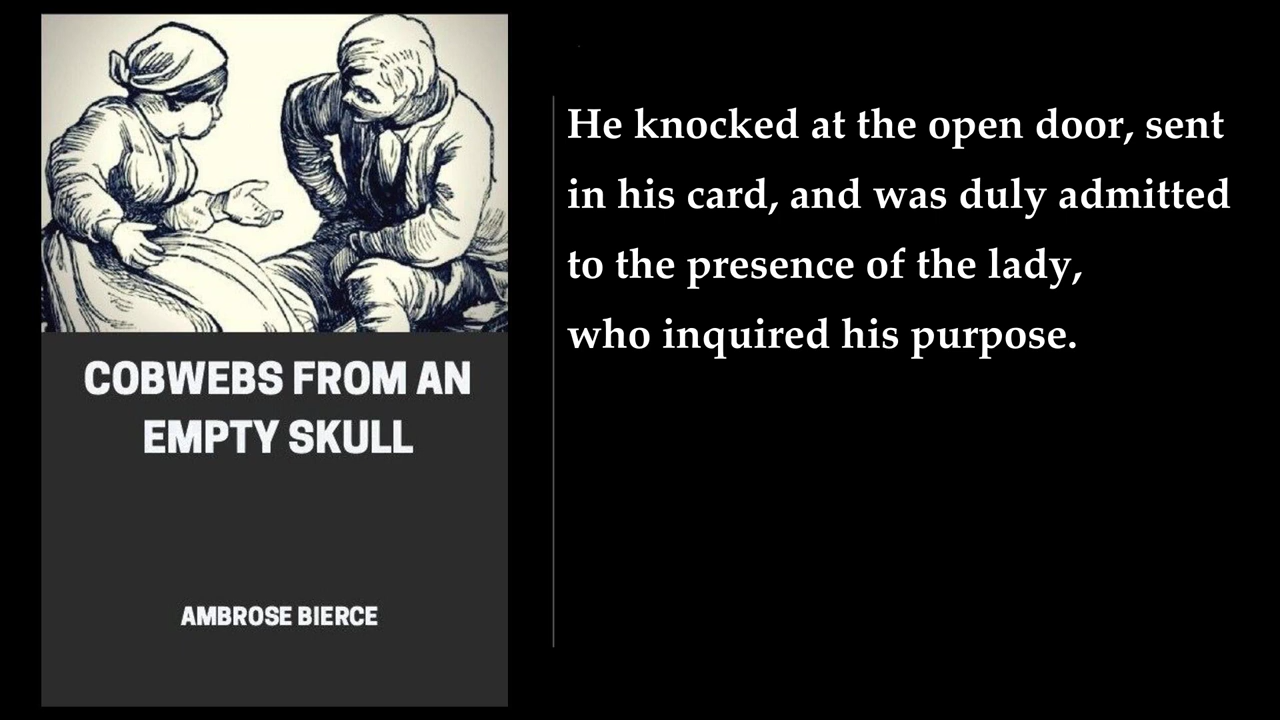 COBWEBS FROM AN
EMPTY SKULL
AMBROSE BIERCE
He knocked at the open door, sent
in his card, and was duly admitted
to the presence of the lady,
who inquired his purpose.